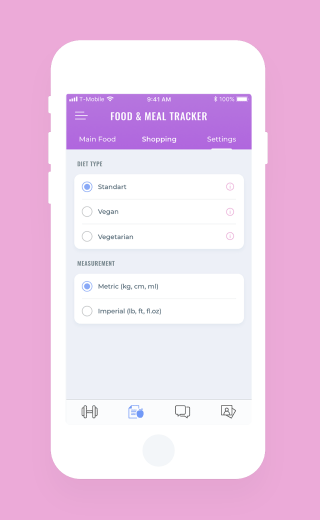 T-Mobile 9:41 AM 100%
FOOD & MEAL TRACKER
Main Food Shopping Settings
DIET TYPE
Standart
Vegan
Vegetarian
MEASUREMENT
Metric (kg, cm, ml)
Imperial (lb, ft, fl.oz)